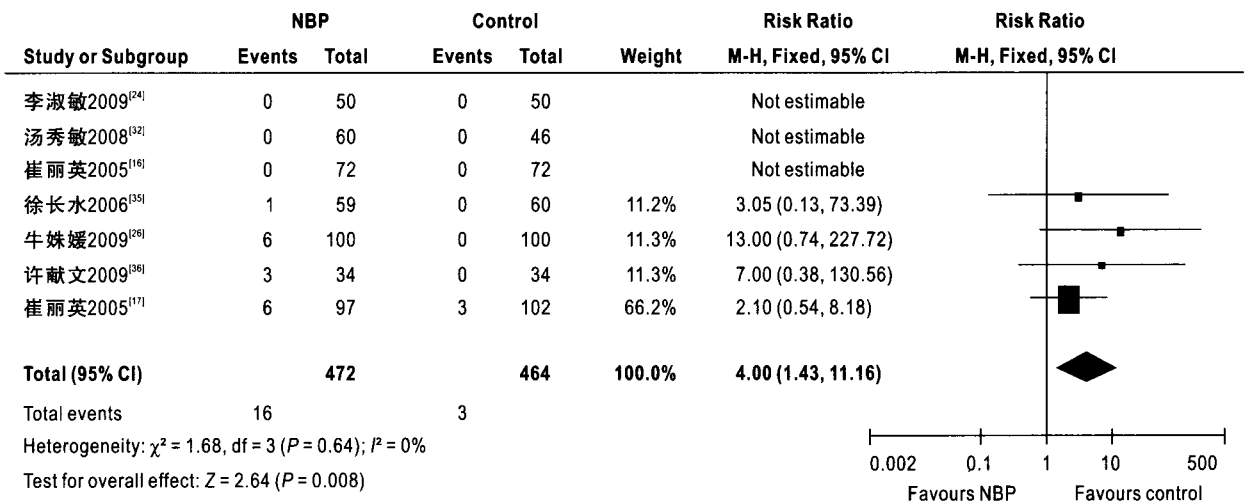 NBP Control Risk Ratio Risk Ratio
Study or Subgroup Events Total Events Total Weight M-H, Fixed, 95% CI M-H, Fixed, 95% CI
李淑敏2009[24] 0 50 0 50 Not estimable
汤秀敏2008[32] 0 60 0 46 Not estimable
崔丽英2005[16] 0 72 0 72 Not estimable
徐长水2006[35] 1 59 0 60 11.2% 3.05 (0.13, 73.39)
牛姝媛2009[26] 6 100 0 100 11.3% 13.00 (0.74, 227.72)
许献文2009[36] 3 34 0 34 11.3% 7.00 (0.38, 130.56)
崔丽英2005[17] 6 97 3 102 66.2% 2.10 (0.54, 8.18)
Total (95% CI) 472 464 100.0% 4.00 (1.43, 11.16)
Total events 16 3
Heterogeneity: χ² = 1.68, df = 3 (P = 0.64); I² = 0%
Test for overall effect: Z = 2.64 (P = 0.008)
0.002 0.1 1 10 500
Favours NBP Favours control